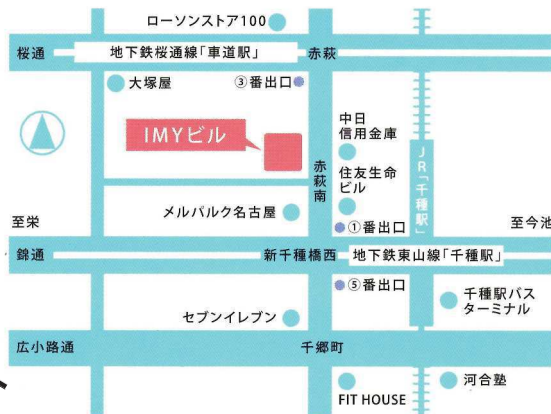 ローソンストア100
桜通
地下鉄桜通線「車道駅」
赤萩
大塚屋
③番出口
中日
信用金庫
IMYビル
住友生命
ビル
赤萩南
JR「千種駅」
メルパルク名古屋
①番出口
至栄
至今池
錦通
新千種橋西
地下鉄東山線「千種駅」
⑤番出口
千種駅バス
ターミナル
セブンイレブン
広小路通
千郷町
河合塾
FIT HOUSE